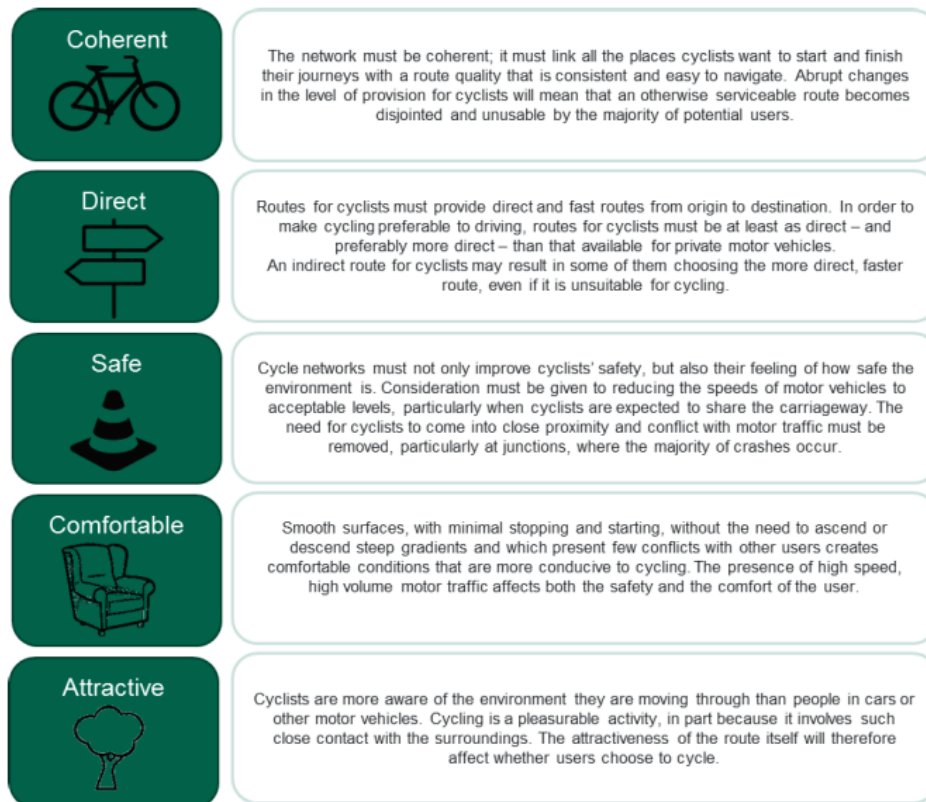 Coherent
The network must be coherent; it must link all the places cyclists want to start and finish
their journeys with a route quality that is consistent and easy to navigate. Abrupt changes
in the level of provision for cyclists will mean that an otherwise serviceable route becomes
disjointed and unusable by the majority of potential users.
Direct
Routes for cyclists must provide direct and fast routes from origin to destination. In order to
make cycling preferable to driving, routes for cyclists must be at least as direct – and
preferably more direct – than that available for private motor vehicles.
An indirect route for cyclists may result in some of them choosing the more direct, faster
route, even if it is unsuitable for cycling.
Safe
Cycle networks must not only improve cyclists' safety, but also their feeling of how safe the
environment is. Consideration must be given to reducing the speeds of motor vehicles to
acceptable levels, particularly when cyclists are expected to share the carriageway. The
need for cyclists to come into close proximity and conflict with motor traffic must be
removed, particularly at junctions, where the majority of crashes occur.
Comfortable
Smooth surfaces, with minimal stopping and starting, without the need to ascend or
descend steep gradients and which present few conflicts with other users creates
comfortable conditions that are more conducive to cycling. The presence of high speed,
high volume motor traffic affects both the safety and the comfort of the user.
Attractive
Cyclists are more aware of the environment they are moving through than people in cars or
other motor vehicles. Cycling is a pleasurable activity, in part because it involves such
close contact with the surroundings. The attractiveness of the route itself will therefore
affect whether users choose to cycle.